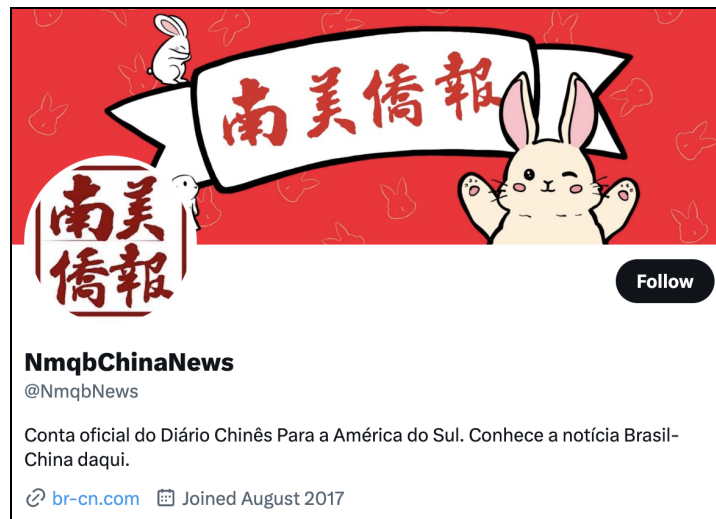 南美僑報
南美
僑報
Follow
NmqbChinaNews
@NmqbNews
Conta oficial do Diário Chinês Para a América do Sul. Conhece a notícia Brasil-
China daqui.
br-cn.com Joined August 2017